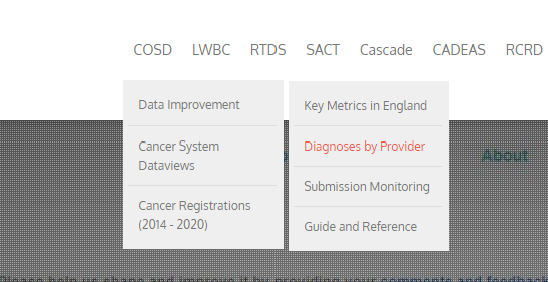 COSD LWBC RTDS SACT Cascade CADEAS RCRD
Data Improvement
Cancer System
Dataviews
Cancer Registrations
(2014 - 2020)
Key Metrics in England
Diagnoses by Provider
Submission Monitoring
Guide and Reference
About
Please help us shape and improve it by providing your comments and feedback